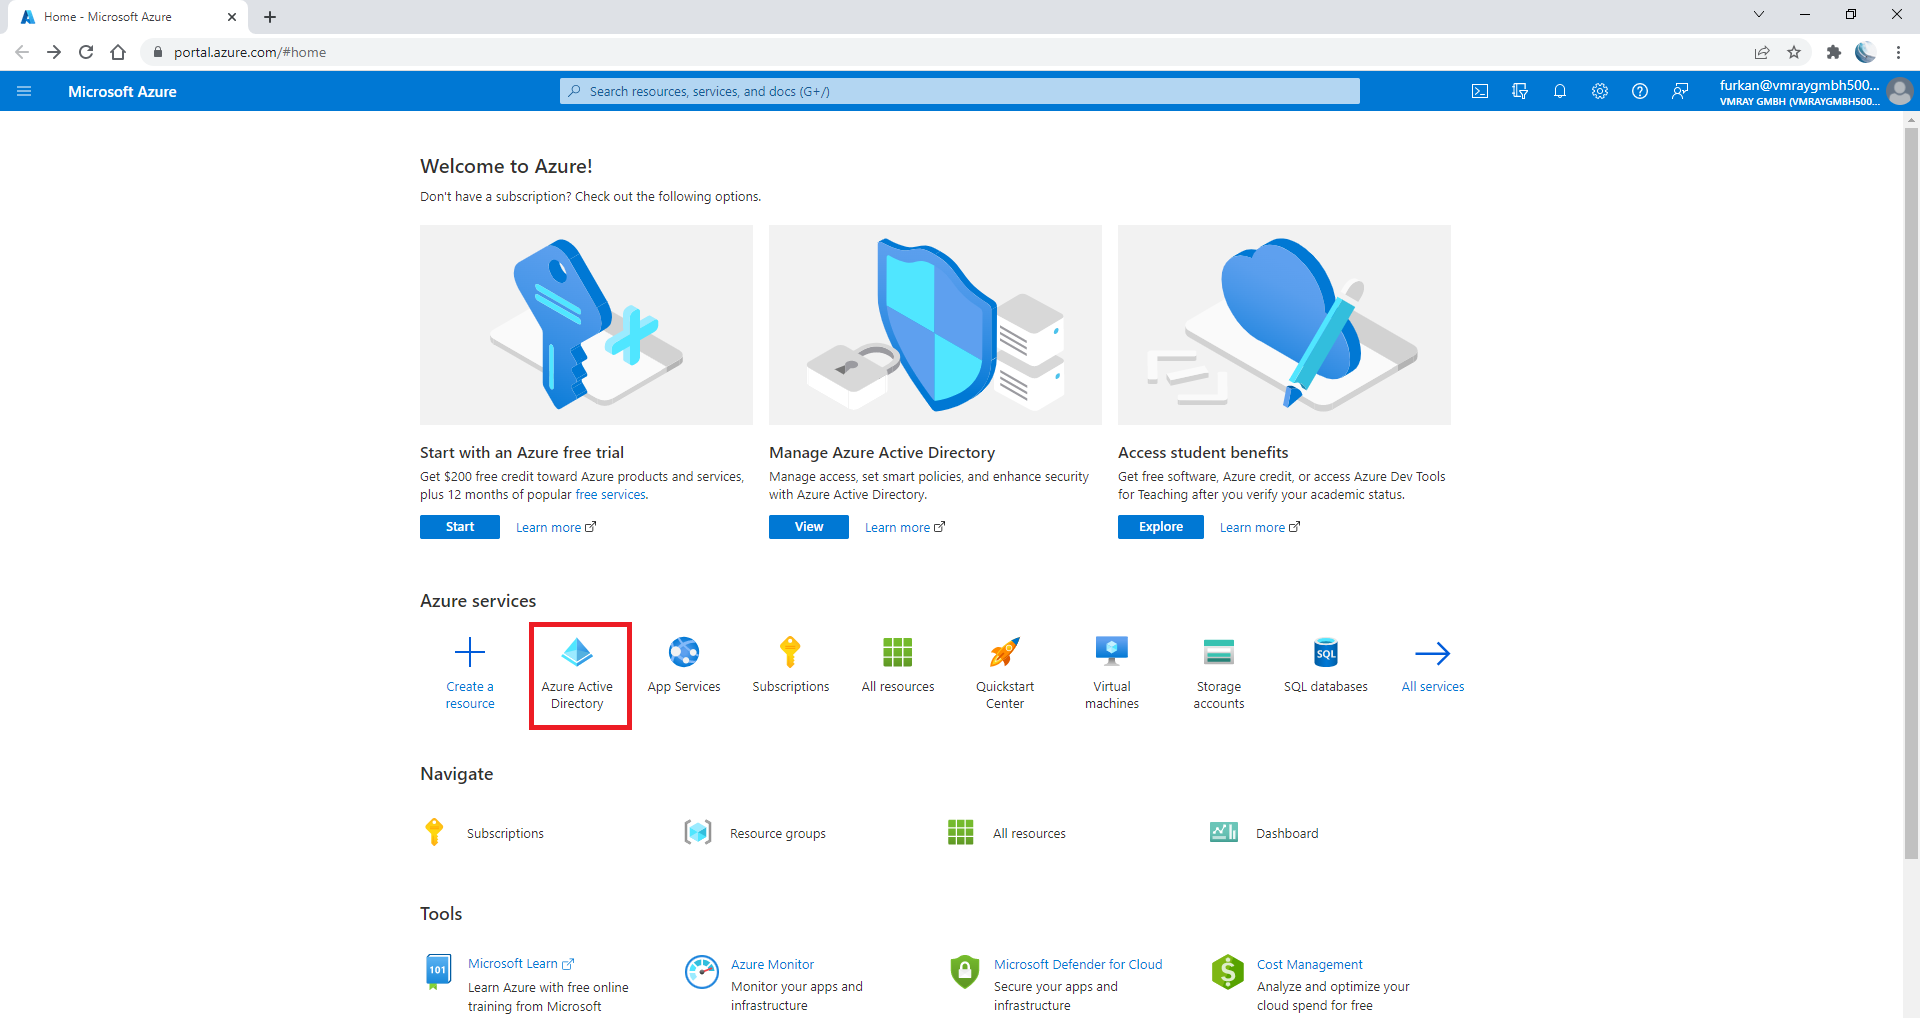 Home - Microsoft Azure
portal.azure.com/#home
Microsoft Azure
Search resources, services, and docs (G+/)
furkan@vmraygmbh500...
VMRAY GMBH (VMRAYGMBH500...
Welcome to Azure!
Don't have a subscription? Check out the following options.
Start with an Azure free trial
Get $200 free credit toward Azure products and services,
plus 12 months of popular free services.
Start
Learn more
Manage Azure Active Directory
Manage access, set smart policies, and enhance security
with Azure Active Directory.
View
Learn more
Access student benefits
Get free software, Azure credit, or access Azure Dev Tools
for Teaching after you verify your academic status.
Explore
Learn more
Azure services
Create a
resource
Azure Active
Directory
App Services
Subscriptions
All resources
Quickstart
Center
Virtual
machines
Storage
accounts
SQL
SQL databases
All services
Navigate
Subscriptions
Resource groups
All resources
Dashboard
Tools
101
Microsoft Learn
Learn Azure with free online
training from Microsoft
Azure Monitor
Monitor your apps and
infrastructure
Microsoft Defender for Cloud
Secure your apps and
infrastructure
$
Cost Management
Analyze and optimize your
cloud spend for free